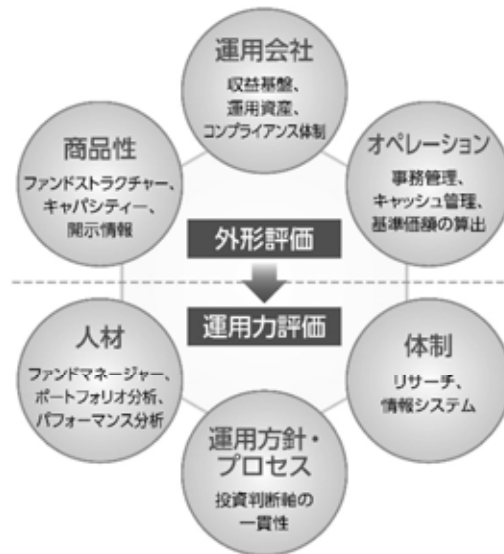 運用会社
収益基盤、
運用資産、
コンプライアンス体制
商品性
ファンドストラクチャー、
キャパシティー、
開示情報
オペレーション
事務管理、
キャッシュ管理、
基準価額の算出
外形評価
運用力評価
人材
ファンドマネージャー、
ポートフォリオ分析、
パフォーマンス分析
体制
リサーチ、
情報システム
運用方針・
プロセス
投資判断軸の
一貫性